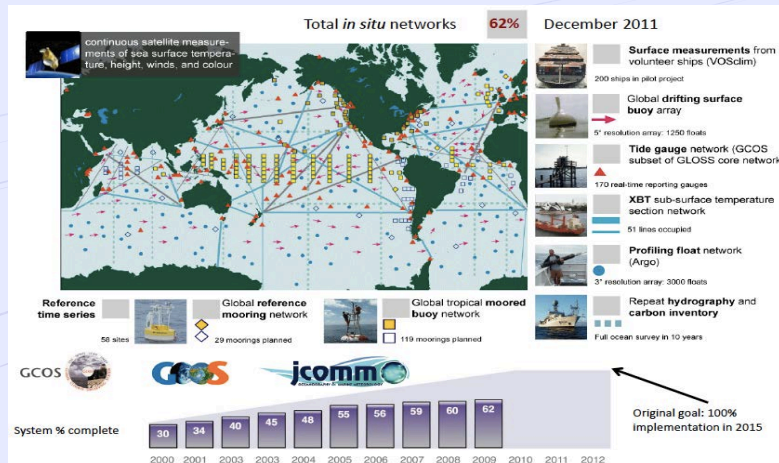 Total in situ networks 62% December 2011
continuous satellite measure-
ments of sea surface tempera-
ture, height, winds, and colour
Surface measurements from
volunteer ships (VOSclim)
200 ships in pilot project
Global drifting surface
buoy array
5° resolution array: 1250 floats
Tide gauge network (GCOS
subset of GLOSS core network
170 real-time reporting gauges
XBT sub-surface temperature
section network
51 lines occupied
Profiling float network
(Argo)
3° resolution array: 3000 floats
Repeat hydrography and
carbon inventory
Full ocean survey in 10 years
Reference
time series
58 sites
Global reference
mooring network
29 moorings planned
Global tropical moored
buoy network
119 moorings planned
GCOS
GOOS
jcomm
Original goal: 100%
implementation in 2015
System % complete
30 34 40 45 48 55 56 59 60 62
2000 2001 2003 2003 2004 2005 2006 2007 2008 2009 2010 2011 2012